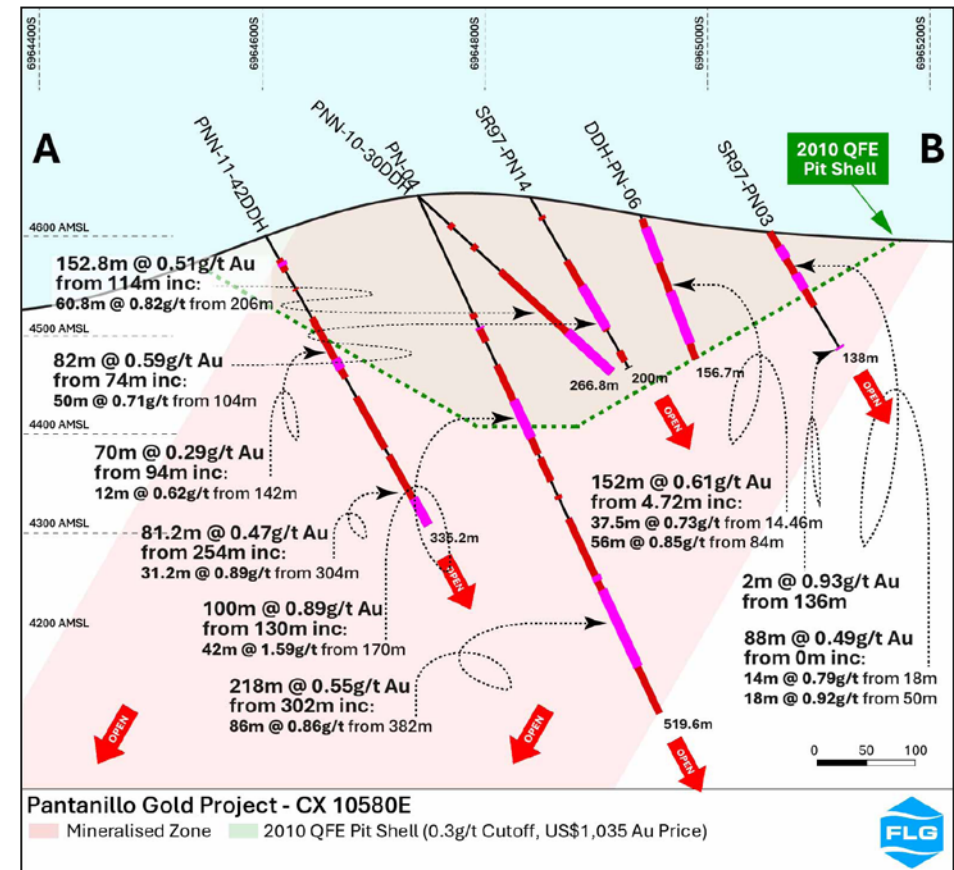 6964400S
6964600S
6964800S
6965000S
6965200S
A
B
2010 QFE
Pit Shell
PNN-11-42DDH
PNN-10-30DDH
PN-04
SR97-PN14
DDH-PN-06
SR97-PN03
4600 AMSL
4500 AMSL
4400 AMSL
4300 AMSL
4200 AMSL
152.8m @ 0.51g/t Au
from 114m inc:
60.8m @ 0.82g/t from 206m
82m @ 0.59g/t Au
from 74m inc:
50m @ 0.71g/t from 104m
70m @ 0.29g/t Au
from 94m inc:
12m @ 0.62g/t from 142m
81.2m @ 0.47g/t Au
from 254m inc:
31.2m @ 0.89g/t from 304m
100m @ 0.89g/t Au
from 130m inc:
42m @ 1.59g/t from 170m
218m @ 0.55g/t Au
from 302m inc:
86m @ 0.86g/t from 382m
152m @ 0.61g/t Au
from 4.72m inc:
37.5m @ 0.73g/t from 14.46m
56m @ 0.85g/t from 84m
2m @ 0.93g/t Au
from 136m
88m @ 0.49g/t Au
from 0m inc:
14m @ 0.79g/t from 18m
18m @ 0.92g/t from 50m
266.8m
200m
156.7m
138m
335.2m
519.6m
OPEN
OPEN
OPEN
OPEN
OPEN
OPEN
0 50 100
Pantanillo Gold Project - CX 10580E
Mineralised Zone
2010 QFE Pit Shell (0.3g/t Cutoff, US$1,035 Au Price)
FLG